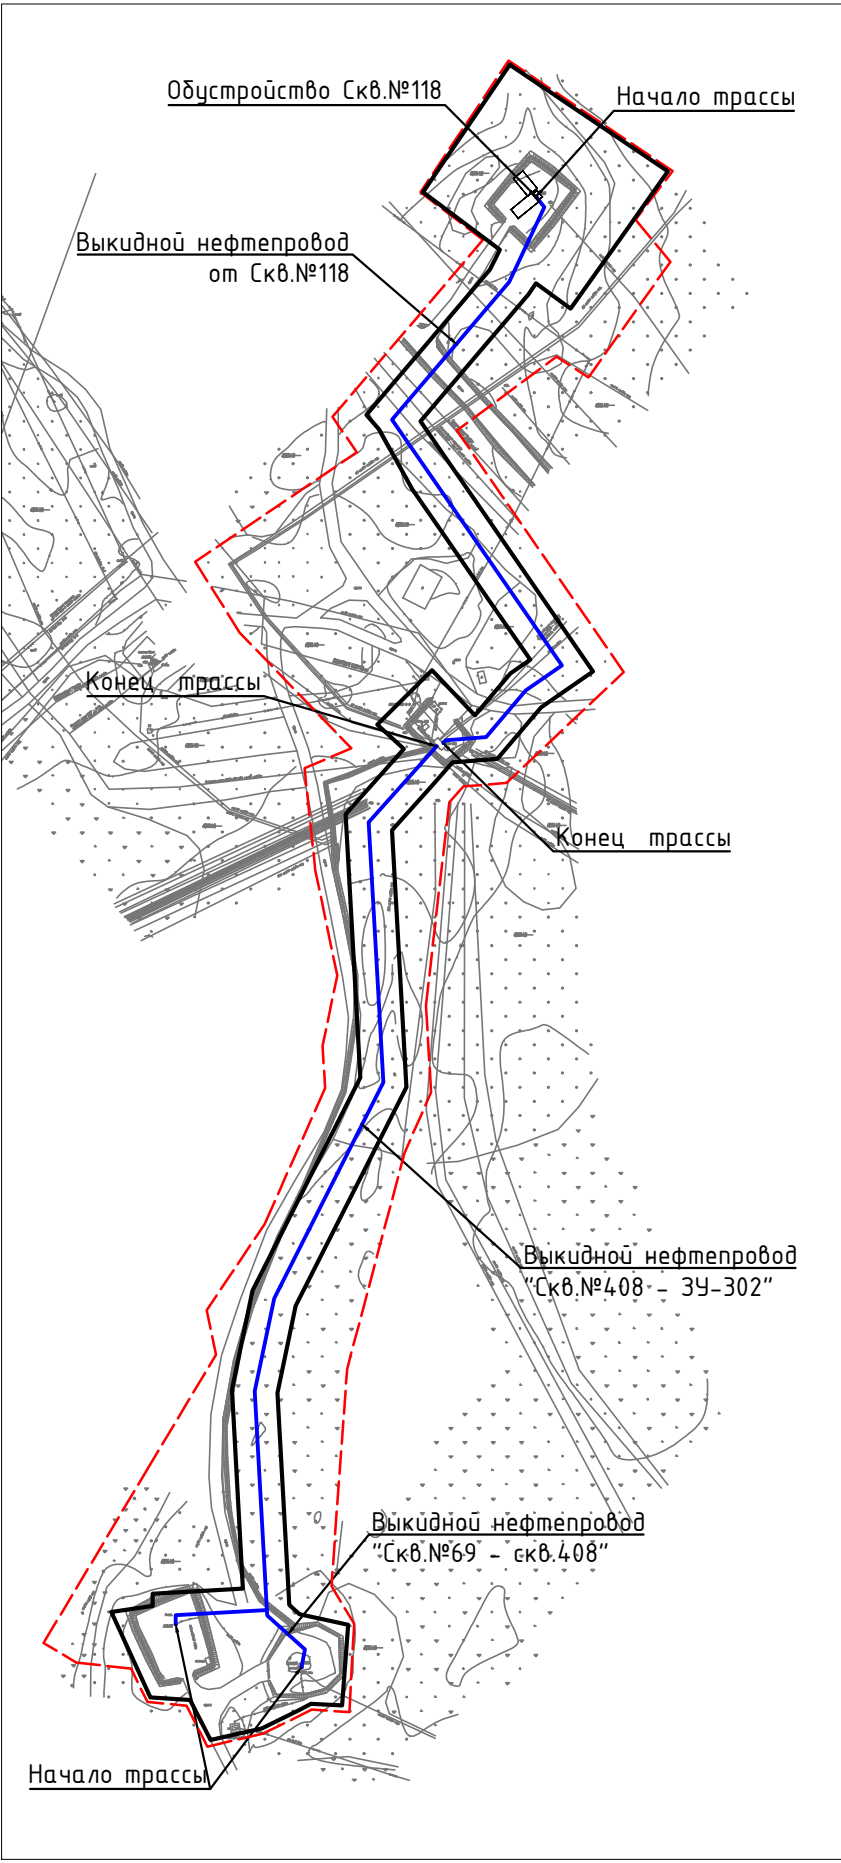 Обустройство Скв.№118
Начало трассы
Выкидной нефтепровод
от Скв.№118
Конец трассы
Конец трассы
Выкидной нефтепровод
"Скв.№408 - ЗУ-302"
Выкидной нефтепровод
"Скв.№69 - скв.408"
Начало трассы